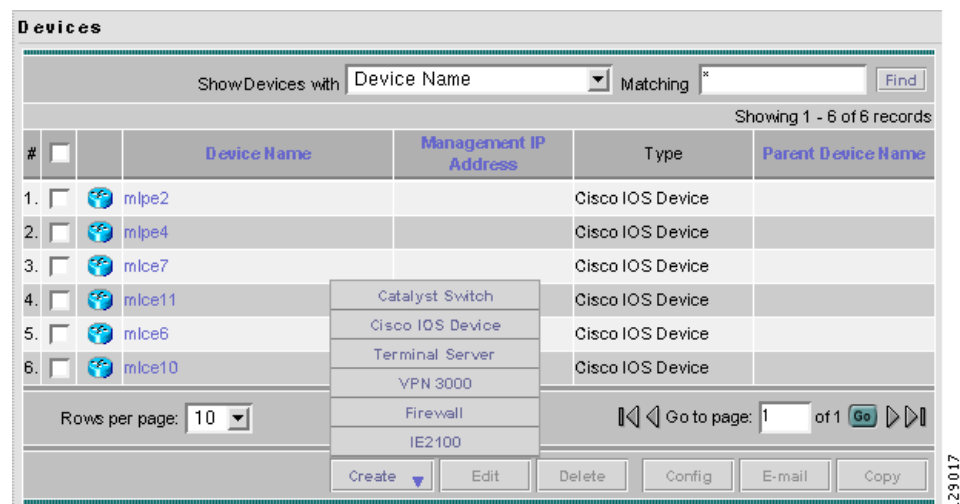 Devices
Show Devices with Device Name Matching * Find
Showing 1 - 6 of 6 records
# Device Name Management IP Address Type Parent Device Name
1. mlpe2 Cisco IOS Device
2. mlpe4 Cisco IOS Device
3. mlce7 Cisco IOS Device
4. mlce11 Cisco IOS Device
5. mlce6 Cisco IOS Device
6. mlce10 Cisco IOS Device
Catalyst Switch
Cisco IOS Device
Terminal Server
VPN 3000
Firewall
IE2100
Rows per page: 10 Go to page: 1 of 1 Go
Create Edit Delete Config E-mail Copy
29017